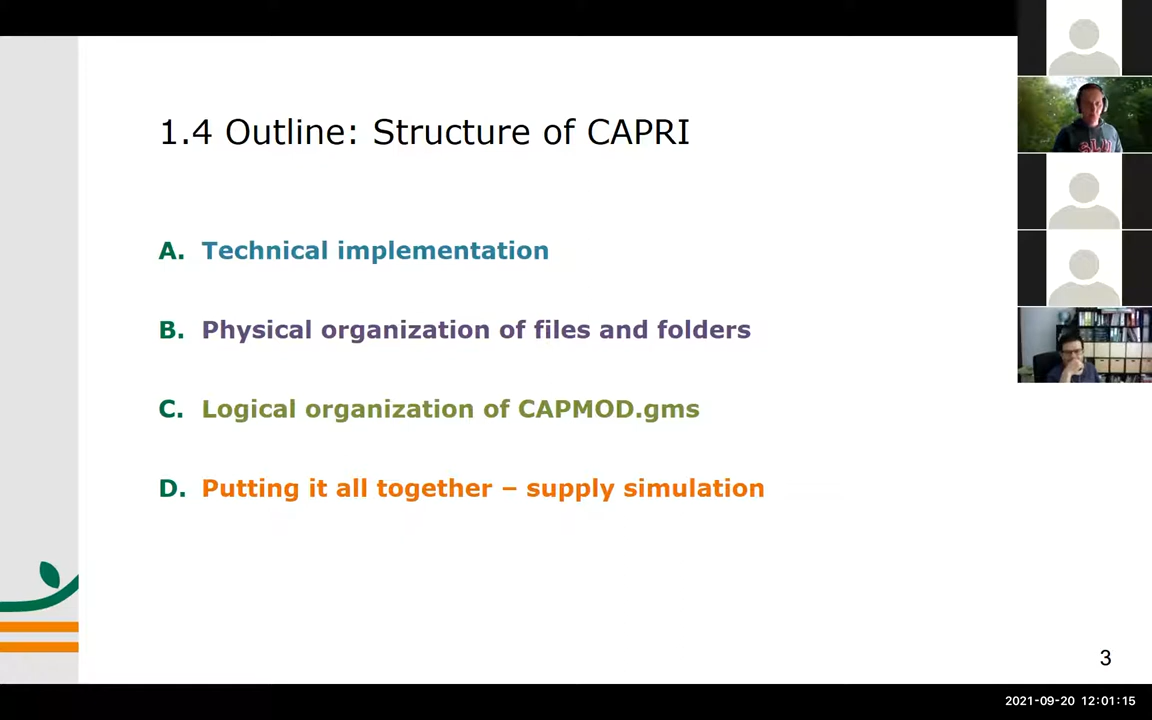 1.4 Outline: Structure of CAPRI
A. Technical implementation
B. Physical organization of files and folders
C. Logical organization of CAPMOD.gms
D. Putting it all together – supply simulation
3
2021-09-20 12:01:15